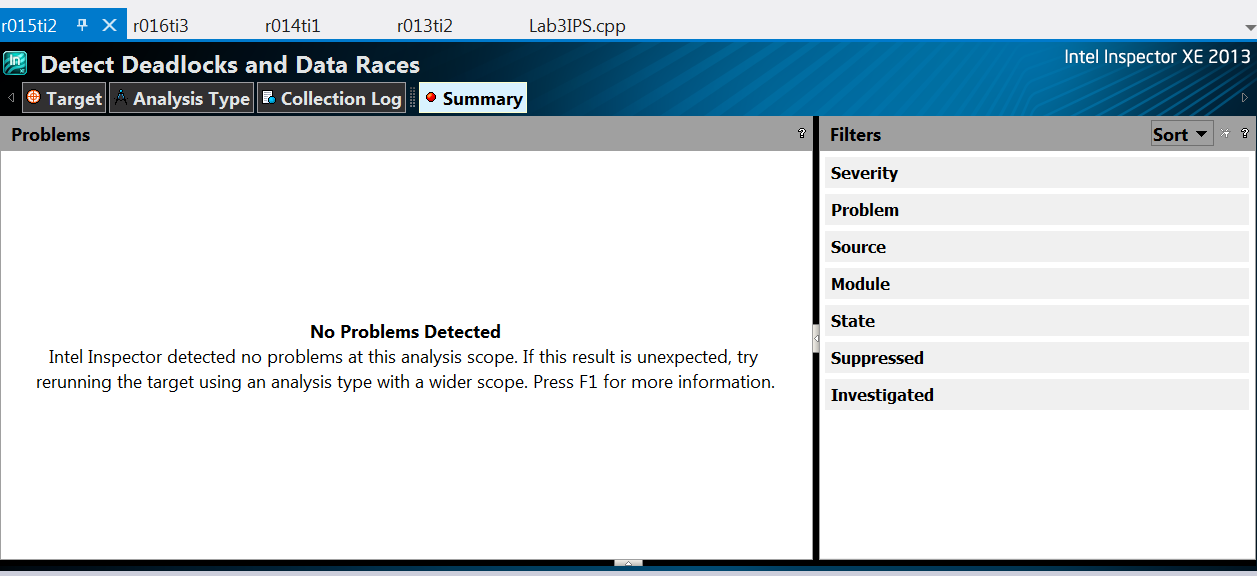 r015ti2 r016ti3 r014ti1 r013ti2 Lab3IPS.cpp
Detect Deadlocks and Data Races
Intel Inspector XE 2013
Target Analysis Type Collection Log Summary
Problems ?
Filters Sort ?
No Problems Detected
Intel Inspector detected no problems at this analysis scope. If this result is unexpected, try
rerunning the target using an analysis type with a wider scope. Press F1 for more information.
Severity
Problem
Source
Module
State
Suppressed
Investigated